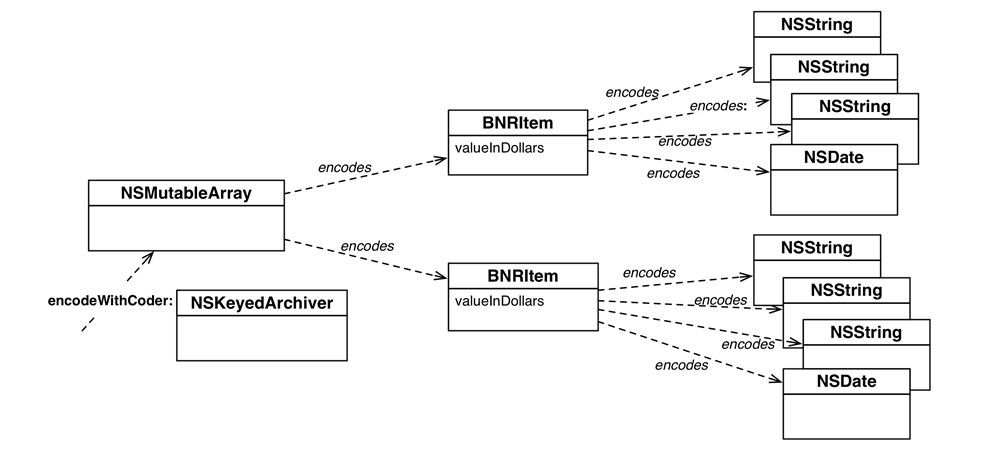 NSString
NSString
encodes
encodes:
NSString
BNRItem
encodes
valueInDollars
NSDate
encodes
encodes
NSMutableArray
NSString
encodes
BNRItem
encodes
NSString
encodeWithCoder:
NSKeyedArchiver
valueInDollars
encodes
NSString
encodes
encodes
NSDate